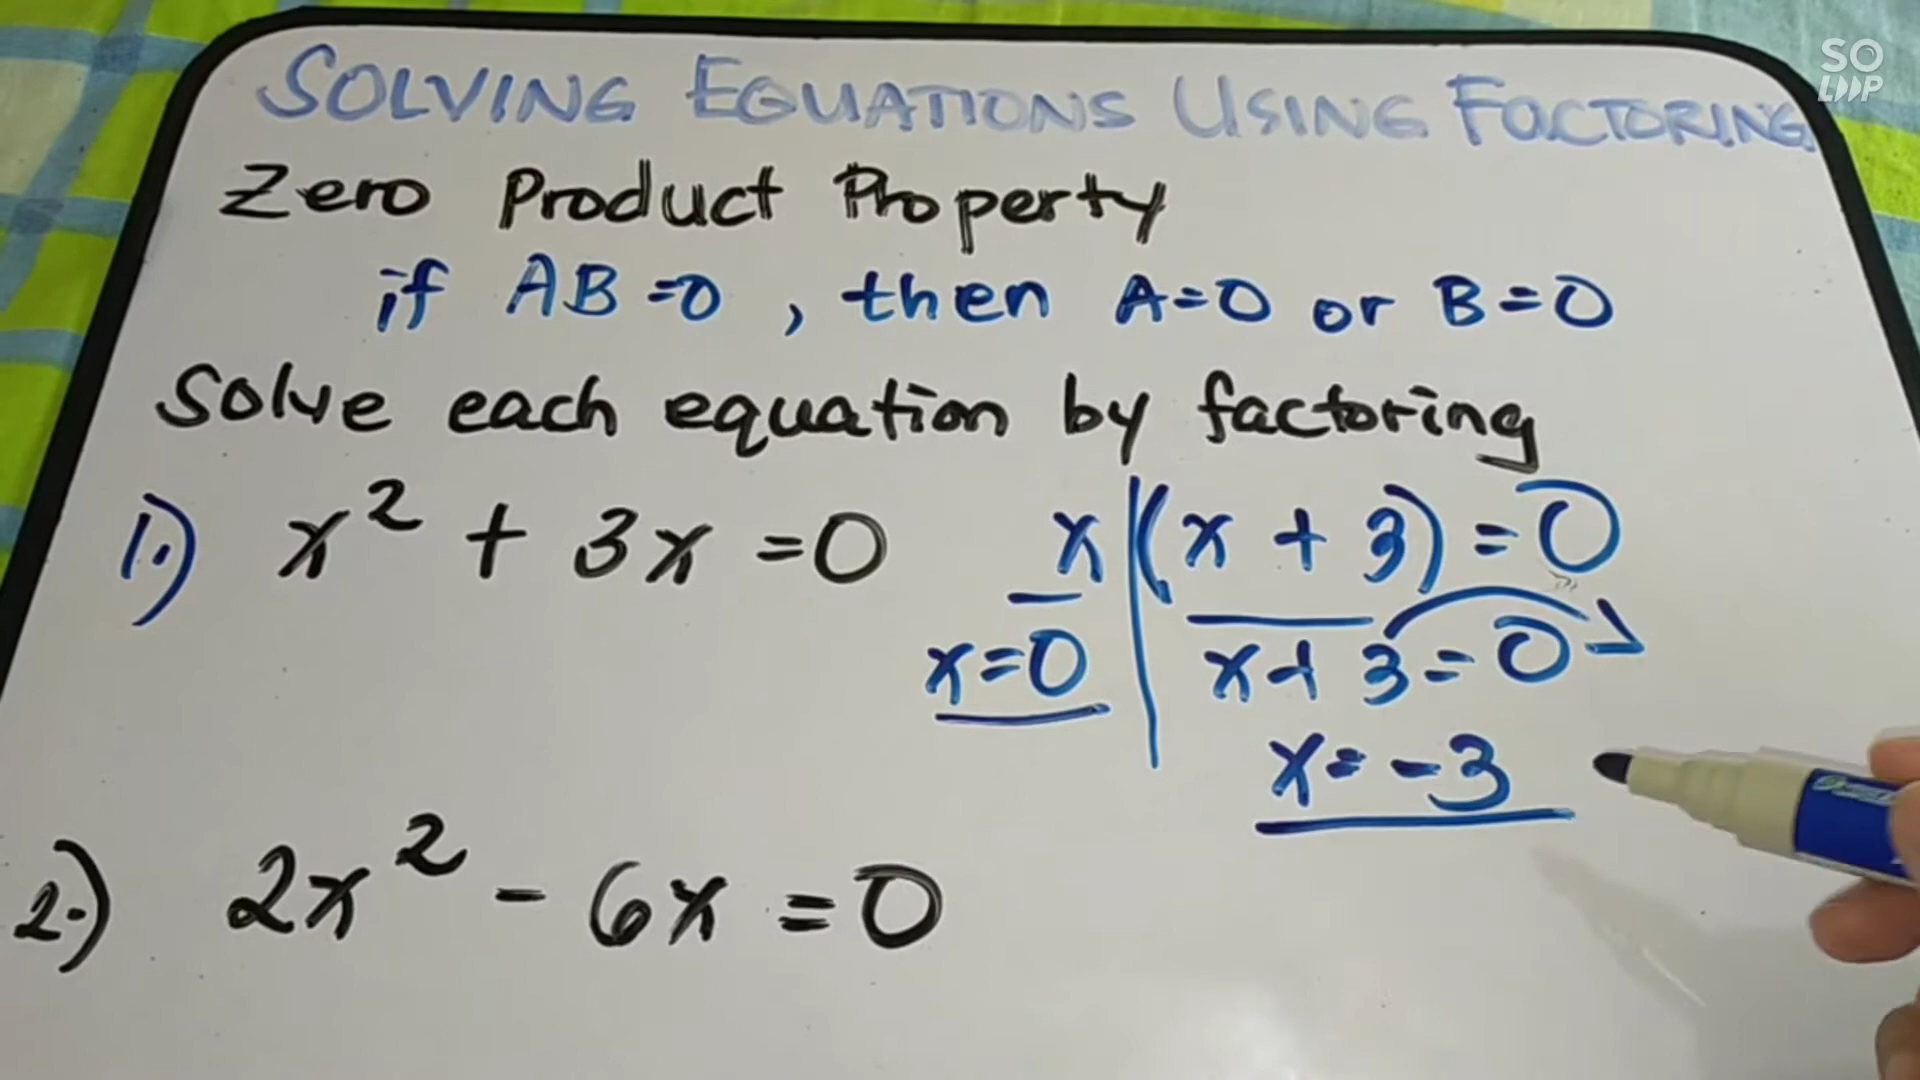 SOLVING EQUATIONS USING FACTORING
SO
LOOP
Zero Product Property
if AB=0, then A=0 or B=0
Solve each equation by factoring
1.) x² + 3x = 0
x (x + 3) = 0
x=0
x+3=0
x=-3
2.) 2x² - 6x = 0